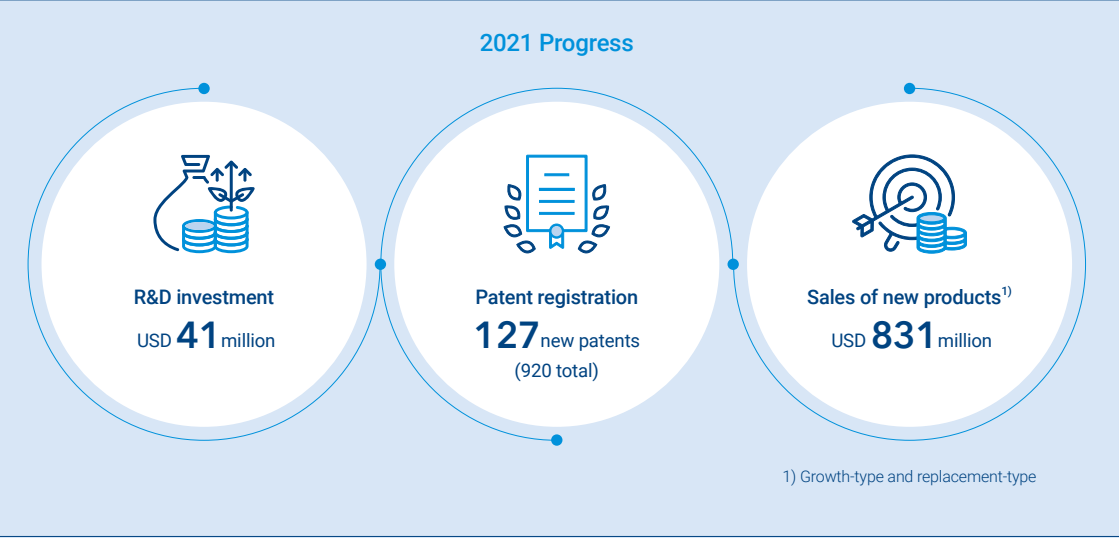 2021 Progress
R&D investment
USD 41 million
Patent registration
127 new patents
(920 total)
Sales of new products1)
USD 831 million
1) Growth-type and replacement-type